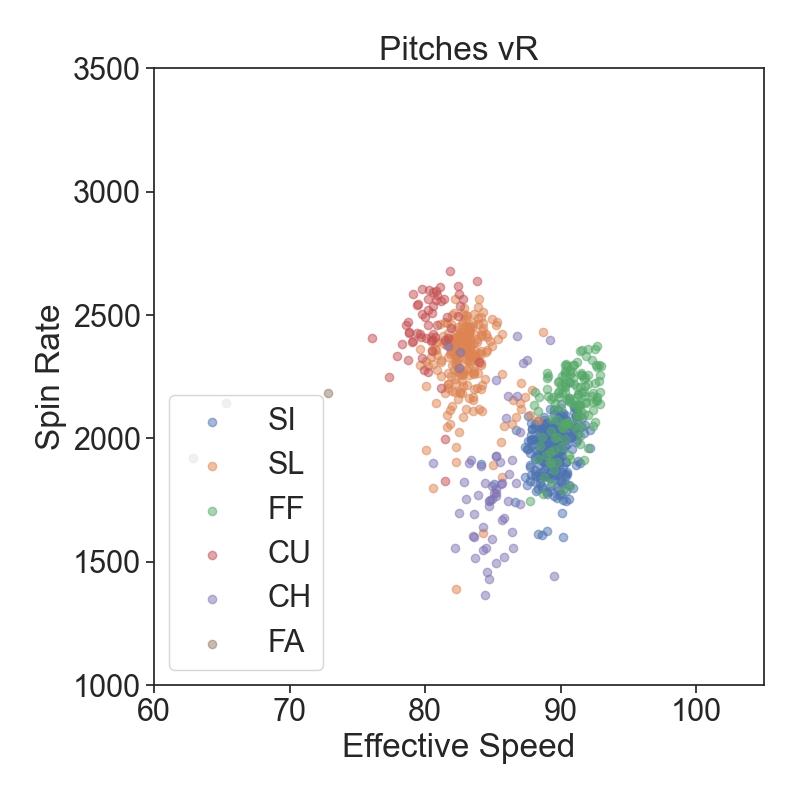 Pitches vR
3500
3000
2500
2000
1500
1000
Spin Rate
SI
SL
FF
CU
CH
FA
60 70 80 90 100
Effective Speed